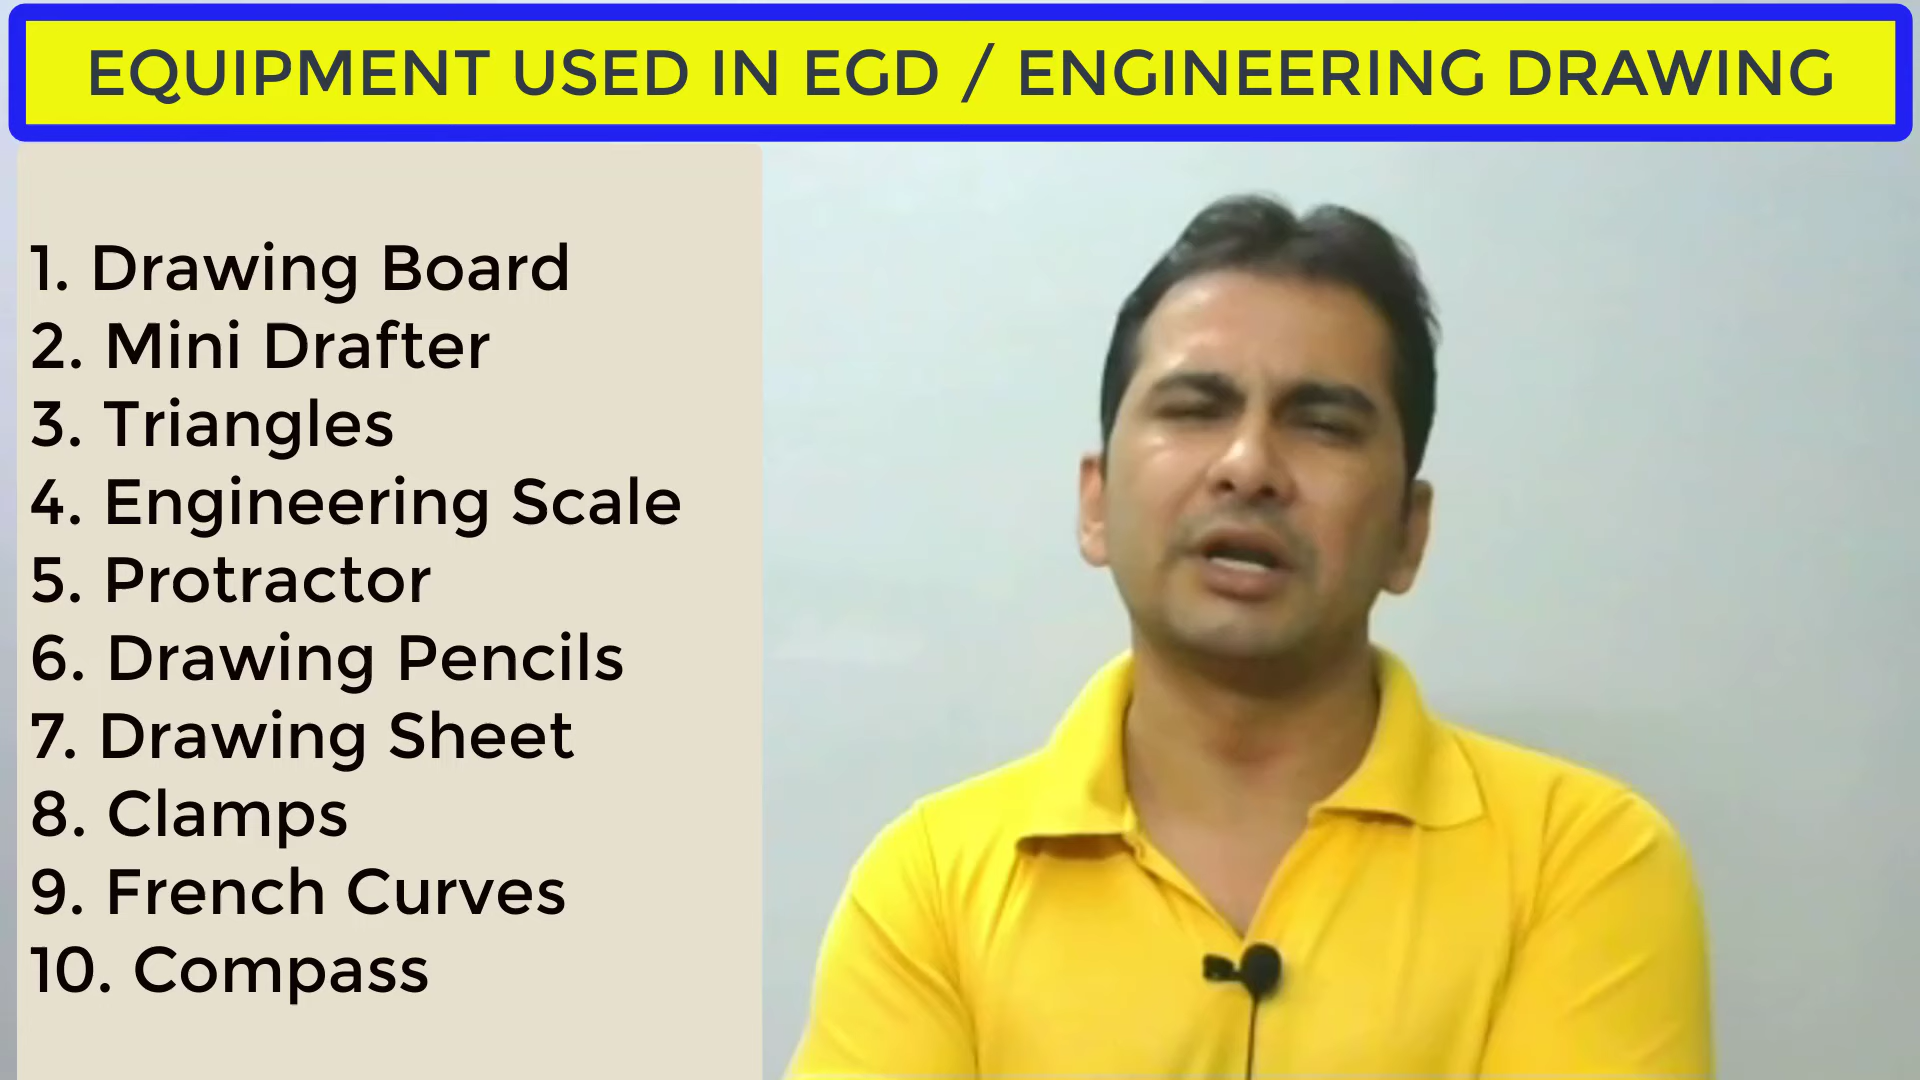 EQUIPMENT USED IN EGD / ENGINEERING DRAWING
1. Drawing Board
2. Mini Drafter
3. Triangles
4. Engineering Scale
5. Protractor
6. Drawing Pencils
7. Drawing Sheet
8. Clamps
9. French Curves
10. Compass